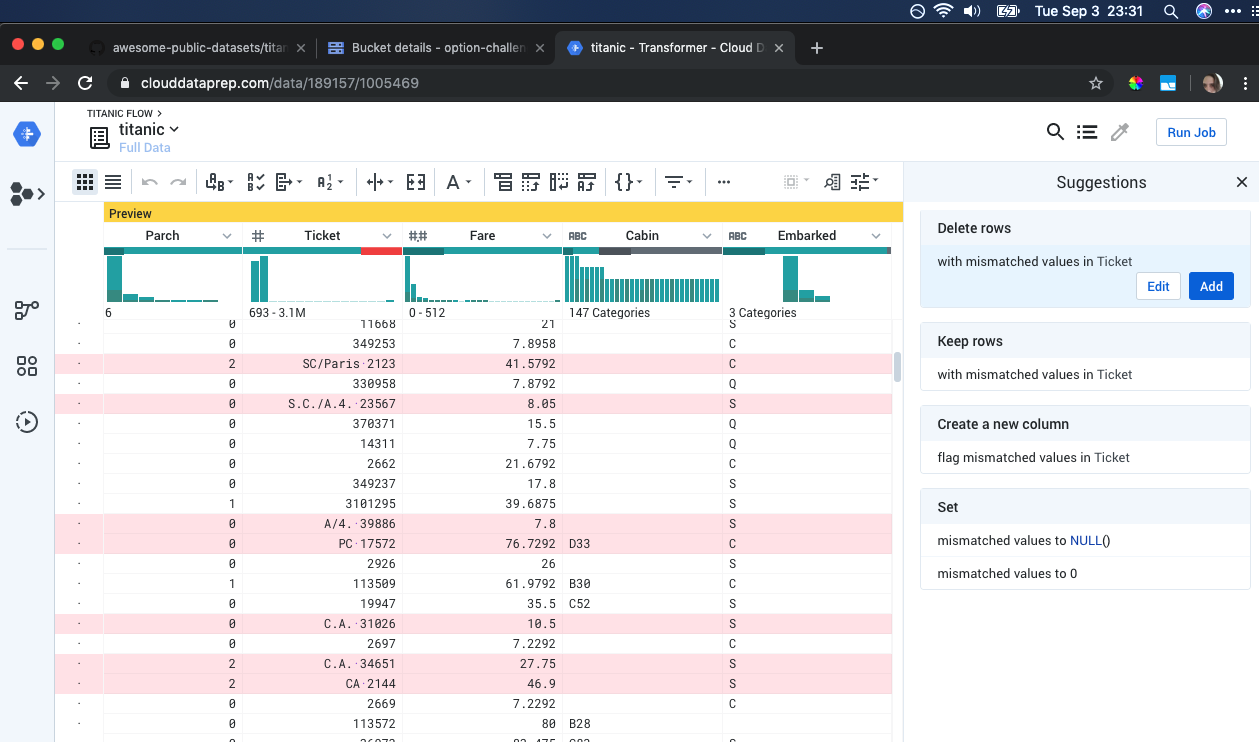 Tue Sep 3 23:31
awesome-public-datasets/titan
Bucket details - option-challen
titanic - Transformer - Cloud D
clouddataprep.com/data/189157/1005469
TITANIC FLOW >
titanic
Full Data
Run Job
Suggestions
Preview
Parch # Ticket #.# Fare ABC Cabin ABC Embarked
6 693 - 3.1M 0 - 512 147 Categories 3 Categories
0 11668 21 S
0 349253 7.8958 C
2 SC/Paris·2123 41.5792 C
0 330958 7.8792 Q
0 S.C./A.4.·23567 8.05 S
0 370371 15.5 Q
0 14311 7.75 Q
0 2662 21.6792 C
0 349237 17.8 S
1 3101295 39.6875 S
0 A/4.·39886 7.8 S
0 PC·17572 76.7292 D33 C
0 2926 26 S
1 113509 61.9792 B30 C
0 19947 35.5 C52 S
0 C.A.·31026 10.5 S
0 2697 7.2292 C
2 C.A.·34651 27.75 S
2 CA·2144 46.9 S
0 2669 7.2292 C
0 113572 80 B28
Delete rows
with mismatched values in Ticket
Edit Add
Keep rows
with mismatched values in Ticket
Create a new column
flag mismatched values in Ticket
Set
mismatched values to NULL()
mismatched values to 0